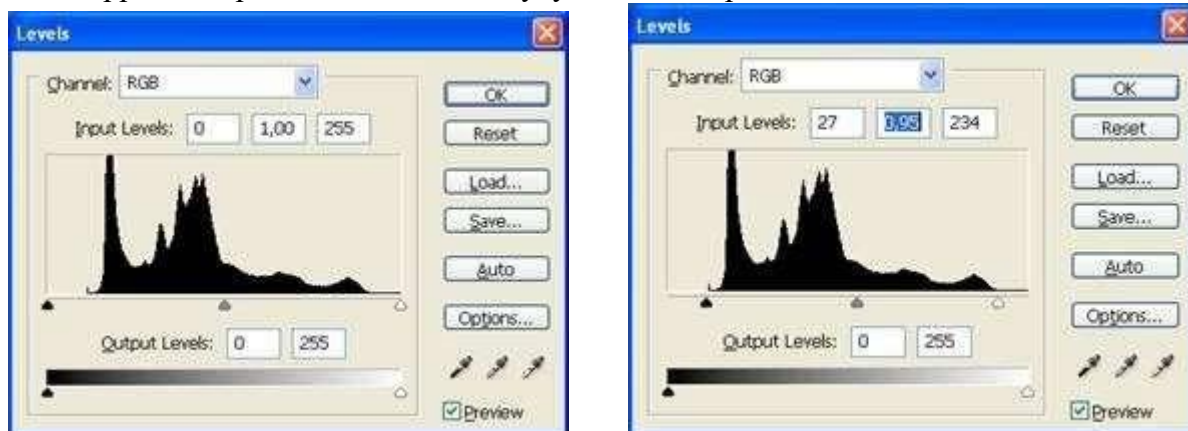 Levels
Channel: RGB
OK
Input Levels: 0 1,00 255
Reset
Load...
Save...
Auto
Options...
Output Levels: 0 255
Preview
Levels
Channel: RGB
OK
Input Levels: 27 0,95 234
Reset
Load...
Save...
Auto
Options...
Output Levels: 0 255
Preview